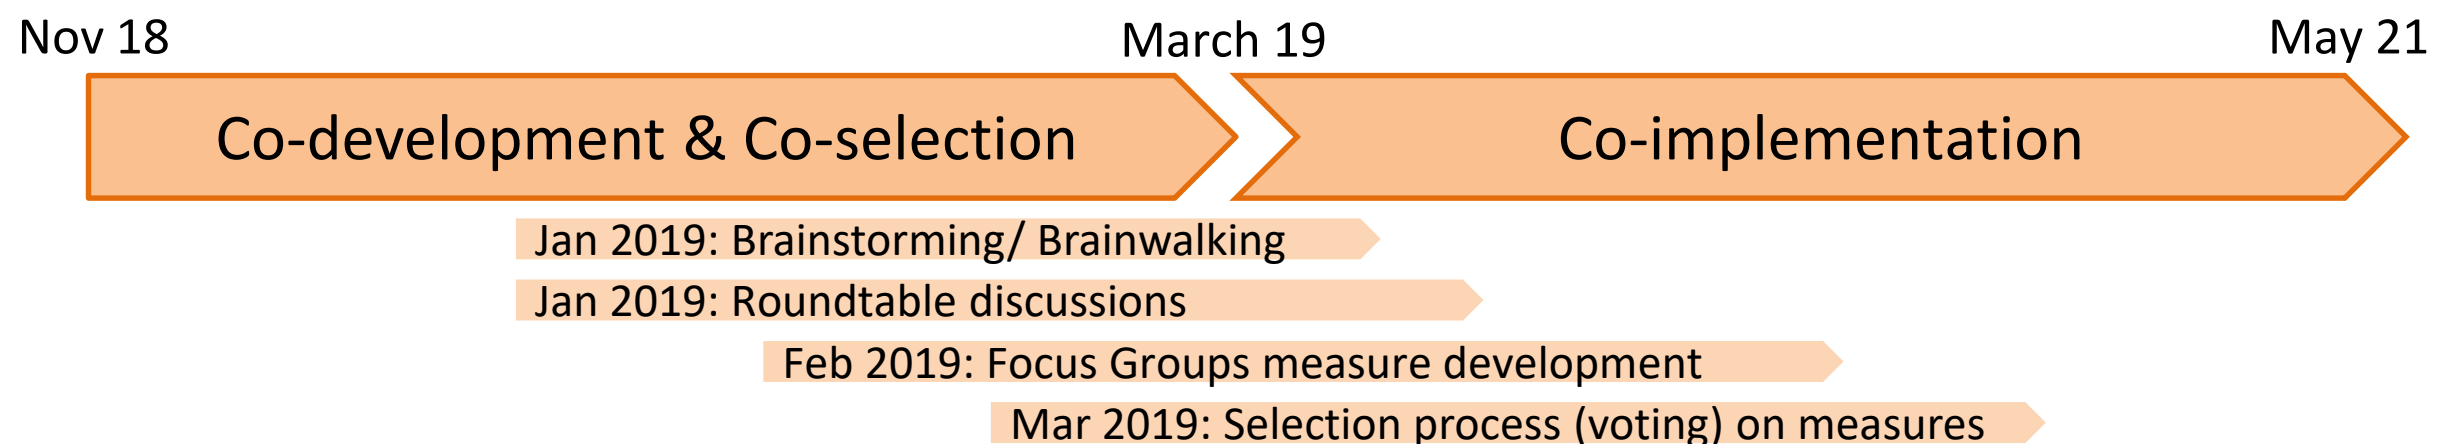 Nov 18
March 19
May 21
Co-development & Co-selection
Co-implementation
Jan 2019: Brainstorming/ Brainwalking
Jan 2019: Roundtable discussions
Feb 2019: Focus Groups measure development
Mar 2019: Selection process (voting) on measures